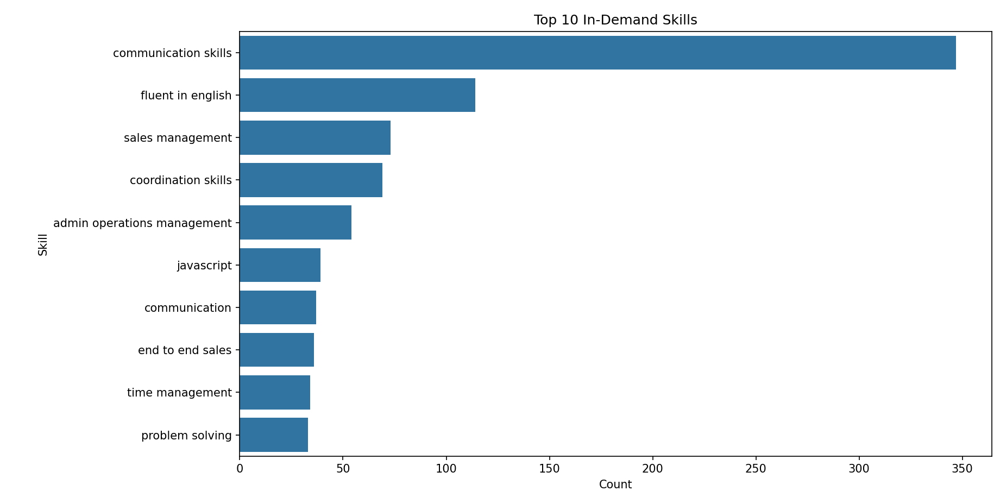 Top 10 In-Demand Skills
Skill
communication skills
fluent in english
sales management
coordination skills
admin operations management
javascript
communication
end to end sales
time management
problem solving
0 50 100 150 200 250 300 350
Count